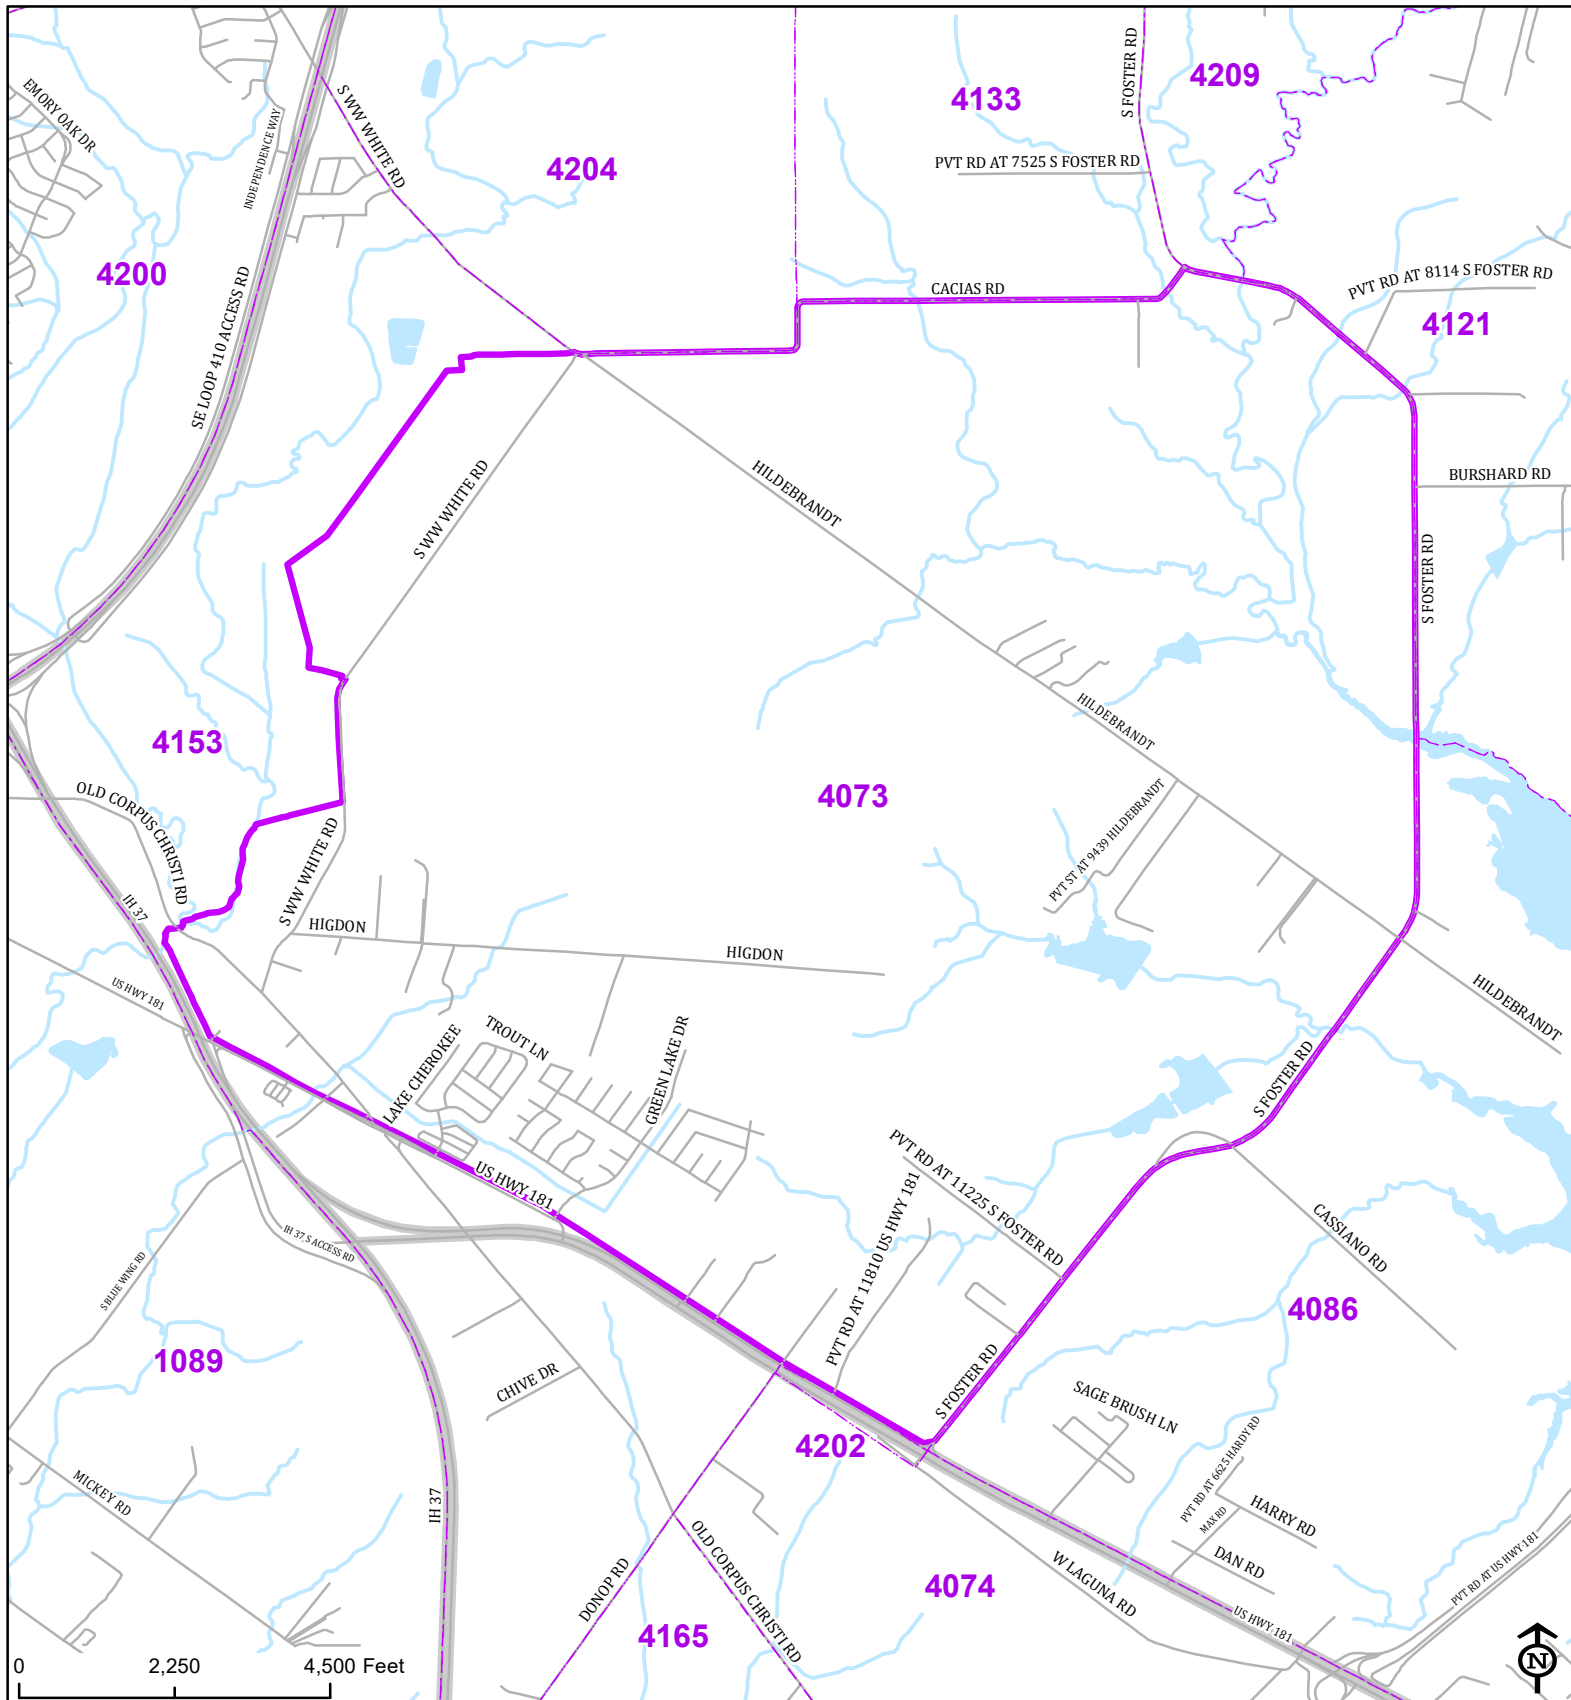 S FOSTER RD
4209
4133
EMORY OAK DR
INDEPENDENCE WAY
S WW WHITE RD
4204
PVT RD AT 7525 S FOSTER RD
4200
PVT RD AT 8114 S FOSTER RD
CACIAS RD
4121
SE LOOP 410 ACCESS RD
S WW WHITE RD
HILDEBRANDT
BURSHARD RD
S FOSTER RD
HILDEBRANDT
4153
4073
OLD CORPUS CHRISTI RD
PVT ST AT 9439 HILDEBRANDT
S WW WHITE RD
IH 37
HIGDON
HIGDON
US HWY 181
HILDEBRANDT
LAKE CHEROKEE
TROUT LN
GREEN LAKE DR
S FOSTER RD
PVT RD AT 11225 S FOSTER RD
US HWY 181
PVT RD AT 11810 US HWY 181
CASSIANO RD
IH 37 S ACCESS RD
S BLUE WING RD
4086
1089
S FOSTER RD
CHIVE DR
SAGE BRUSH LN
4202
PVT RD AT 6625 HARDY RD
MICKEY RD
IH 37
MAX RD
HARRY RD
OLD CORPUS CHRISTI RD
DAN RD
DONOP RD
W LAGUNA RD
4074
PVT RD AT US HWY 181
US HWY 181
4165
0 2,250 4,500 Feet
N